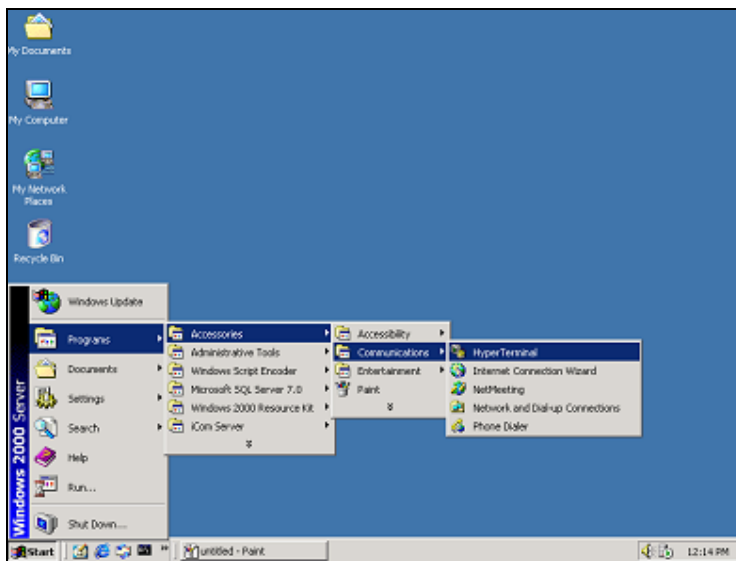 My Documents
My Computer
My Network
Places
Recycle Bin
Windows 2000 Server
Windows Update
Programs
Documents
Settings
Search
Help
Run...
Shut Down...
Accessories
Administrative Tools
Windows Script Encoder
Microsoft SQL Server 7.0
Windows 2000 Resource Kit
iCom Server
Accessibility
Communications
Entertainment
Paint
HyperTerminal
Internet Connection Wizard
NetMeeting
Network and Dial-up Connections
Phone Dialer
Start
untitled - Paint
12:14 PM